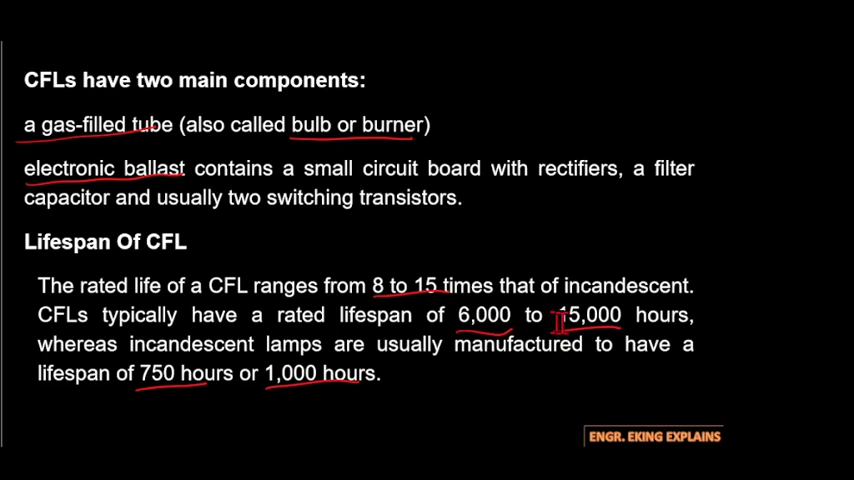 CFLs have two main components:
a gas-filled tube (also called bulb or burner)
electronic ballast contains a small circuit board with rectifiers, a filter
capacitor and usually two switching transistors.
Lifespan Of CFL
The rated life of a CFL ranges from 8 to 15 times that of incandescent.
CFLs typically have a rated lifespan of 6,000 to 15,000 hours,
whereas incandescent lamps are usually manufactured to have a
lifespan of 750 hours or 1,000 hours.
ENGR. EKING EXPLAINS